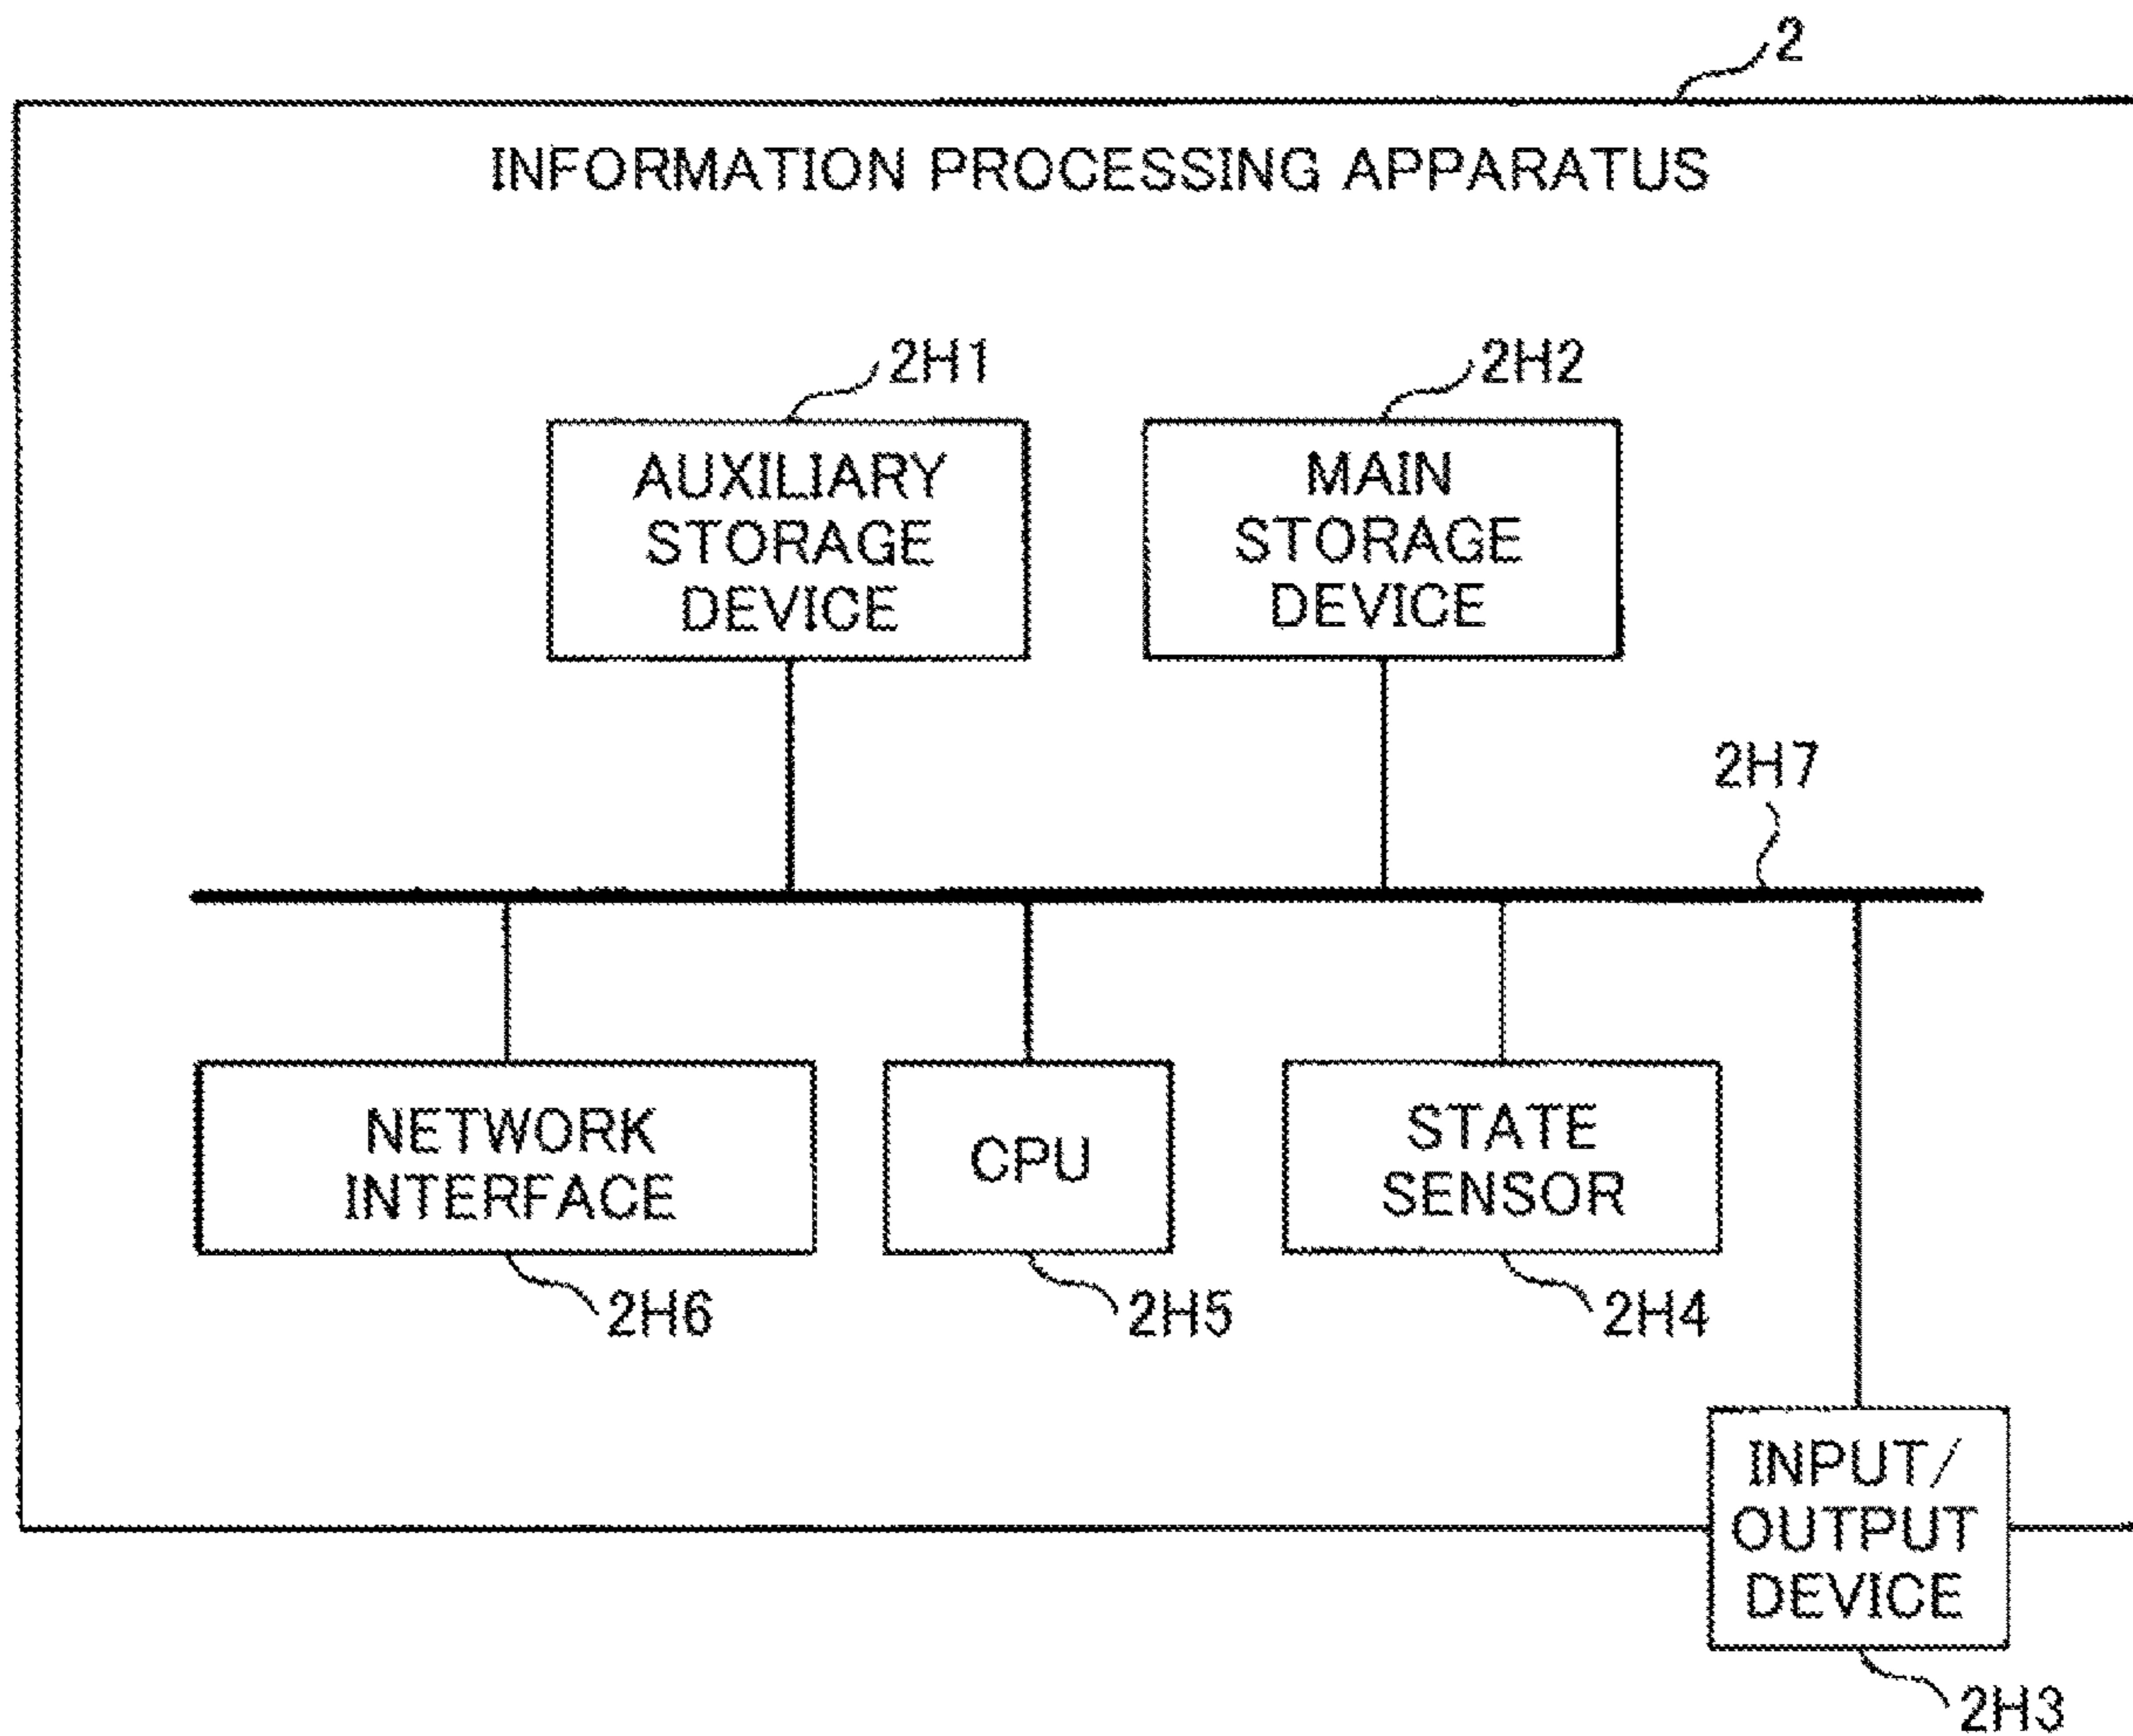 2
INFORMATION PROCESSING APPARATUS
2H1
2H2
AUXILIARY
STORAGE
DEVICE
MAIN
STORAGE
DEVICE
2H7
NETWORK
INTERFACE
CPU
STATE
SENSOR
2H6
2H5
2H4
INPUT/
OUTPUT
DEVICE
2H3